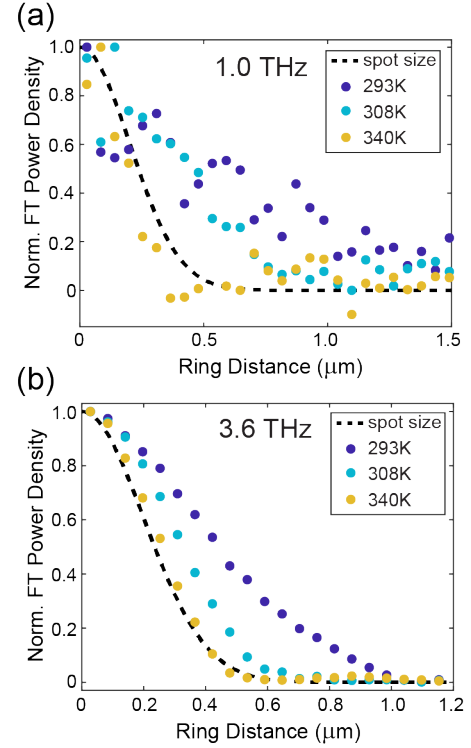 (a)
1.0 THz
spot size
293K
308K
340K
Norm. FT Power Density
1.0
0.8
0.6
0.4
0.2
0
0
0.5
1.0
1.5
Ring Distance (μm)
(b)
3.6 THz
spot size
293K
308K
340K
Norm. FT Power Density
1.0
0.8
0.6
0.4
0.2
0
0
0.2
0.4
0.6
0.8
1.0
1.2
Ring Distance (μm)